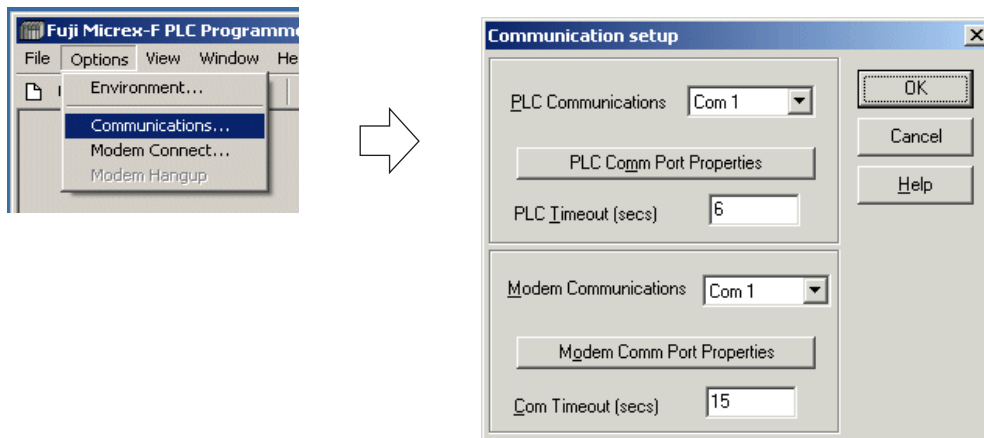 Fuji Micrex-F PLC Programme
File Options View Window He
Environment...
Communications...
Modem Connect...
Modem Hangup
Communication setup
PLC Communications Com 1
PLC Comm Port Properties
PLC Timeout (secs) 6
OK
Cancel
Help
Modem Communications Com 1
Modem Comm Port Properties
Com Timeout (secs) 15